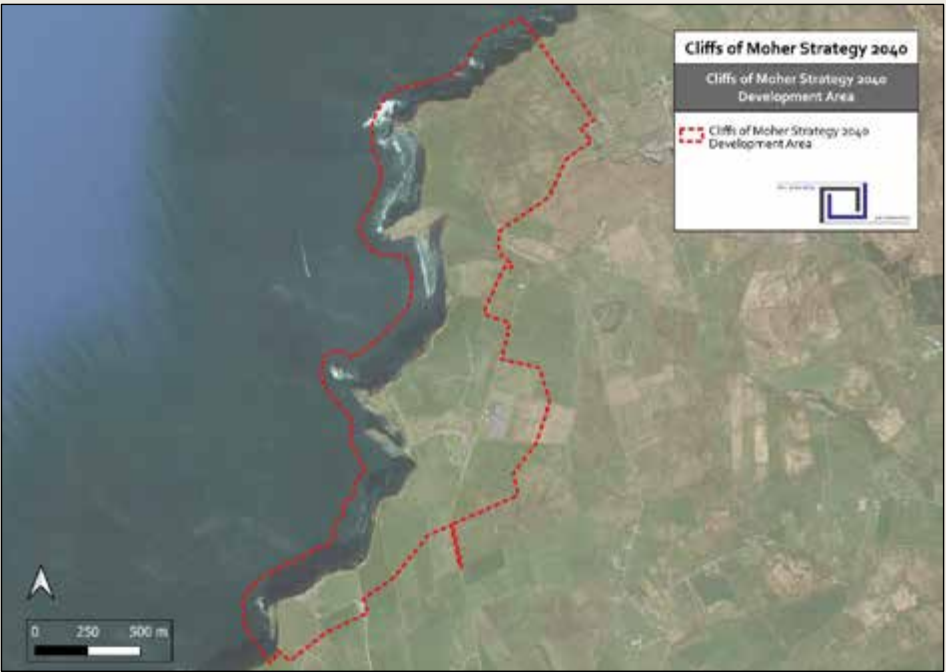 Cliffs of Moher Strategy 2040
Cliffs of Moher Strategy 2040
Development Area
Cliffs of Moher Strategy 2040
Development Area
0 250 500 m